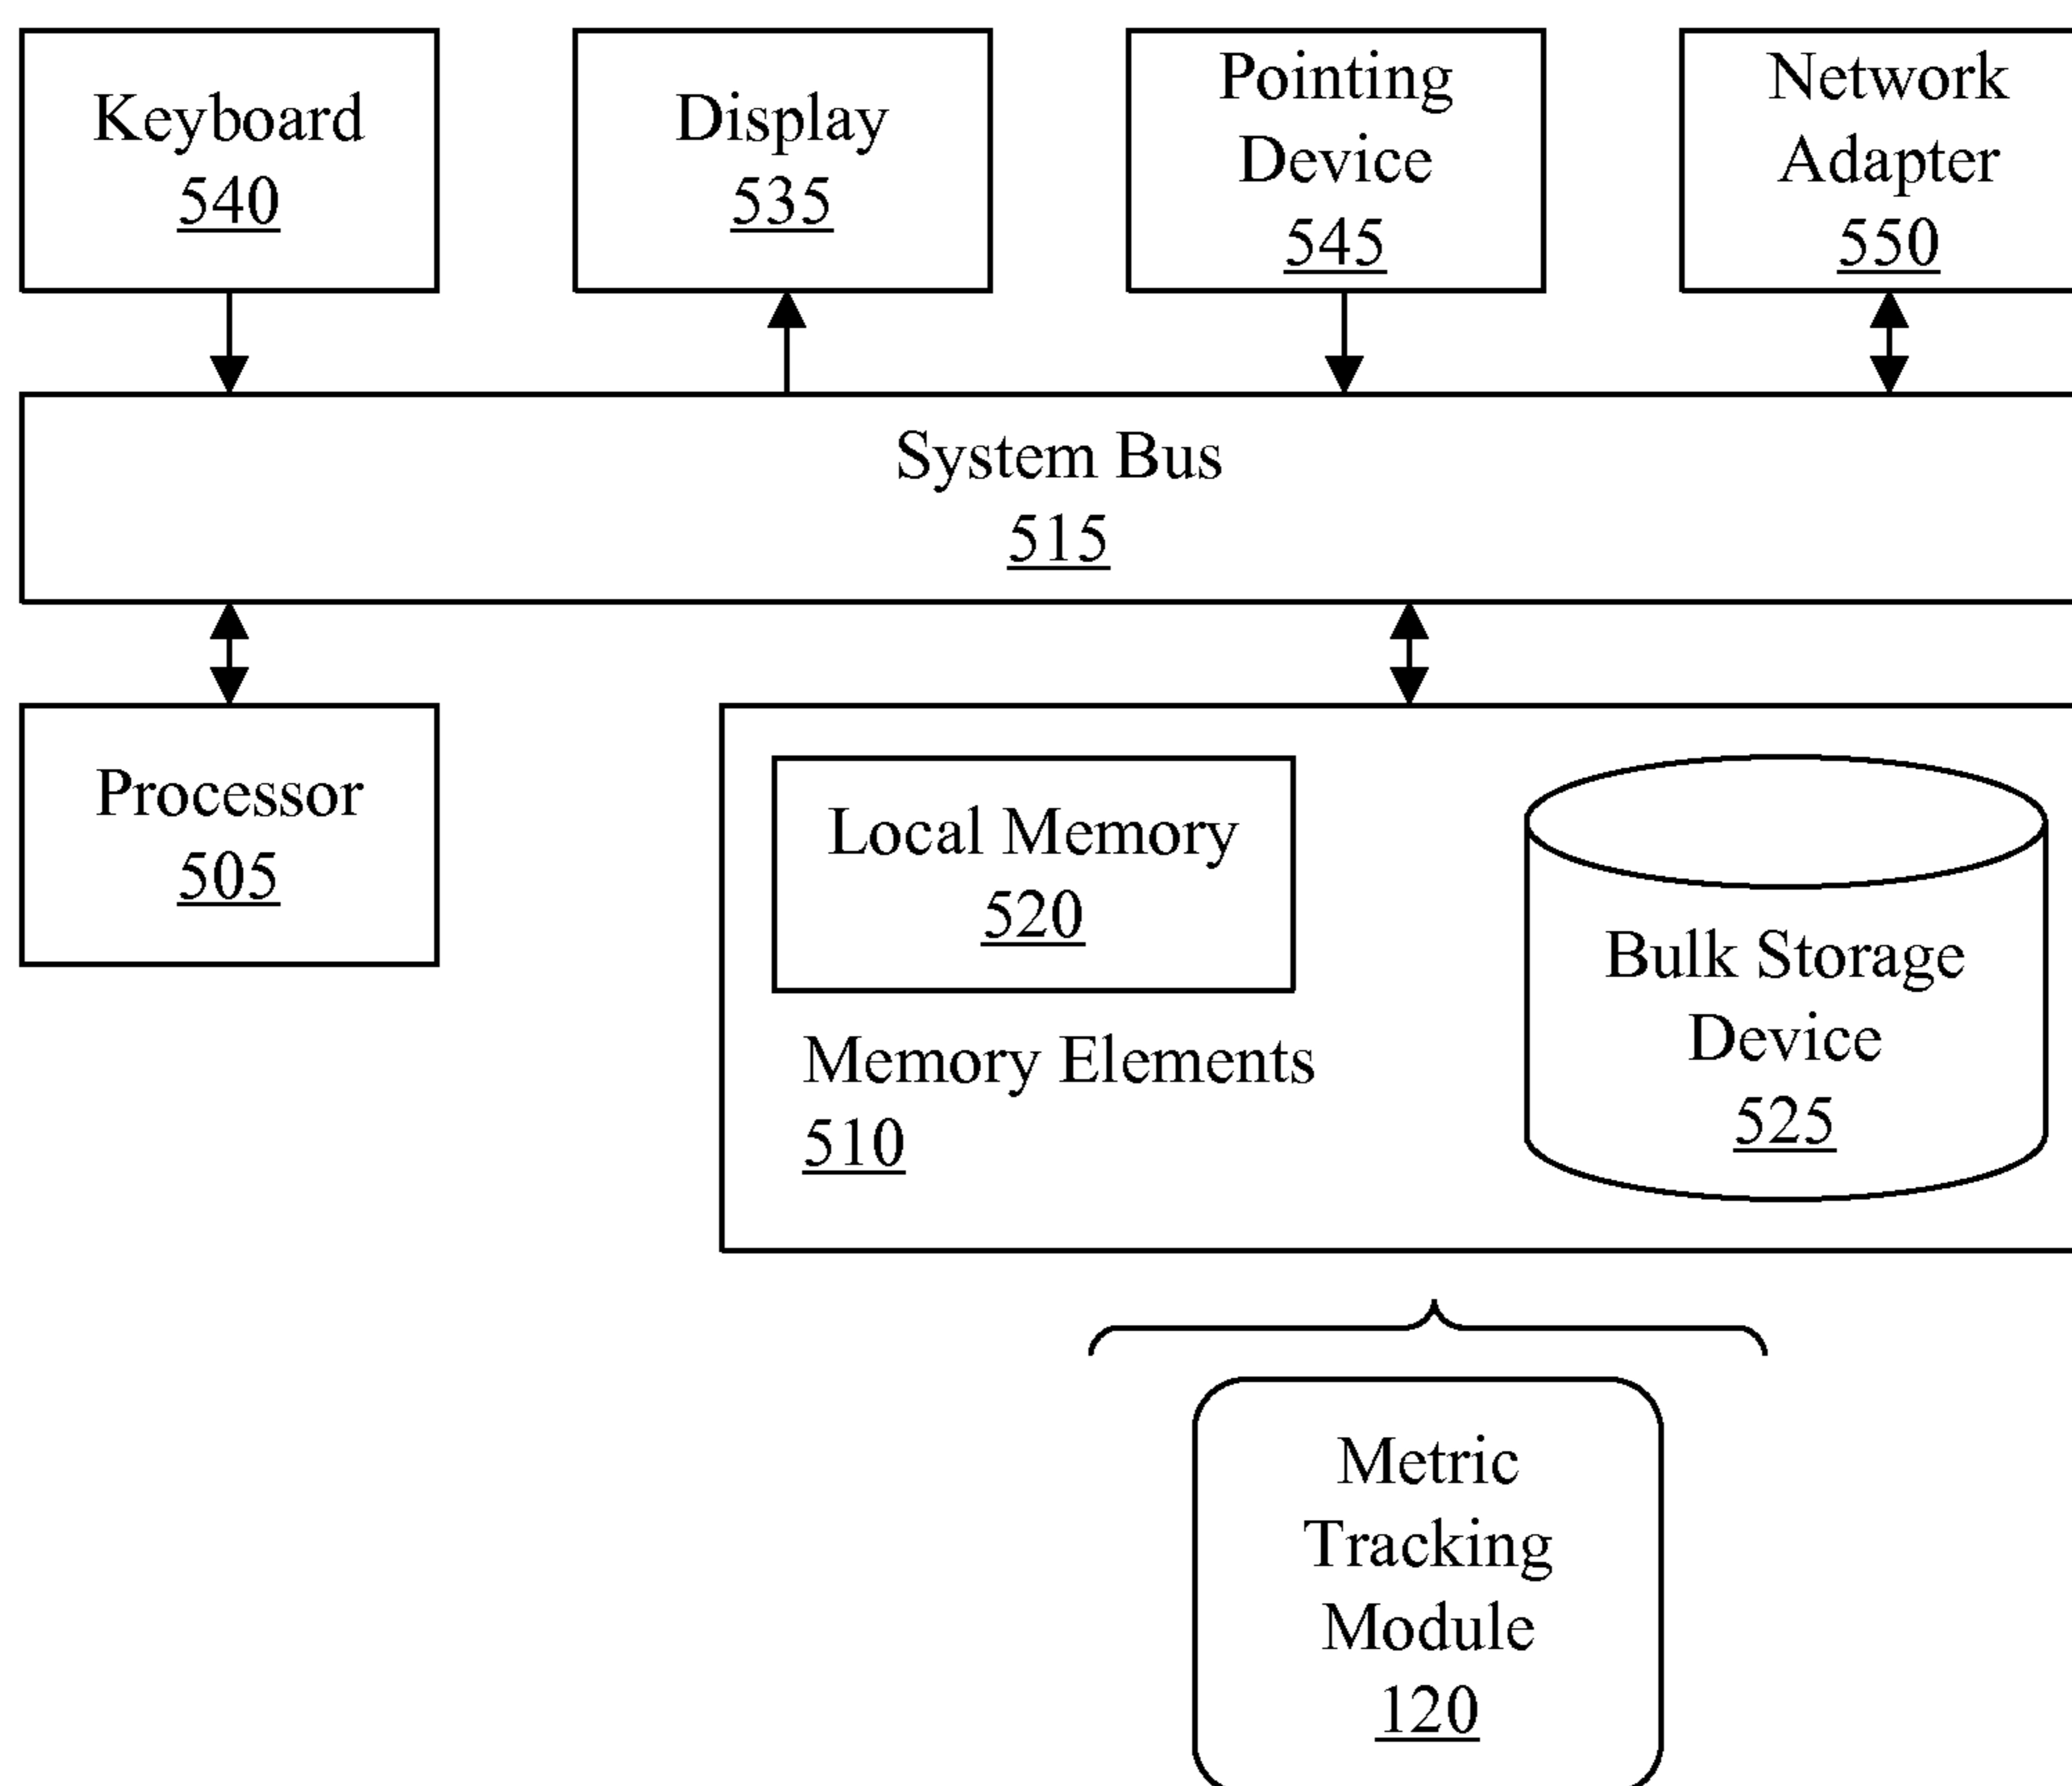 Keyboard
540
Display
535
Pointing
Device
545
Network
Adapter
550
System Bus
515
Processor
505
Local Memory
520
Memory Elements
510
Bulk Storage
Device
525
Metric
Tracking
Module
120